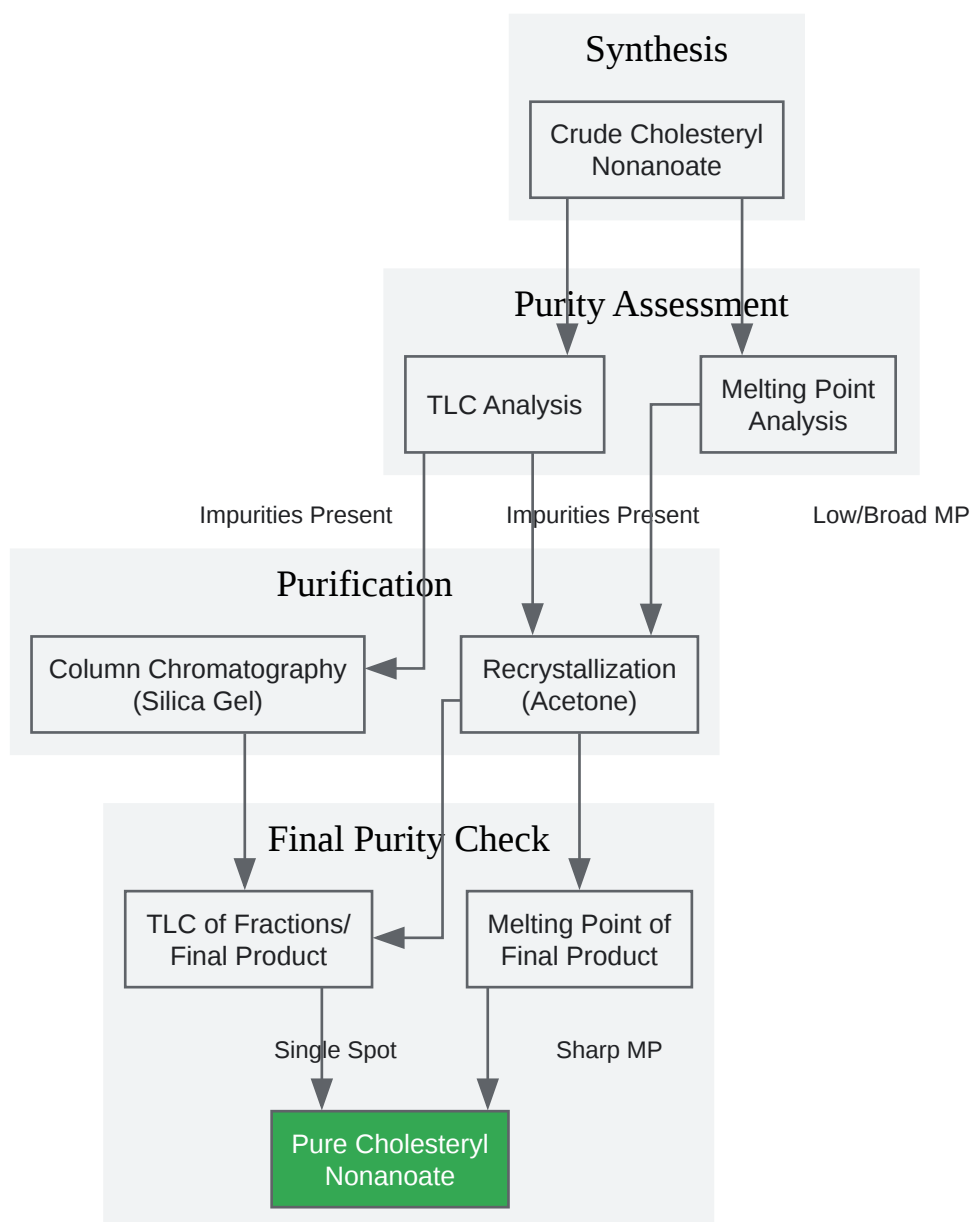 Synthesis
Crude Cholesteryl
Nonanoate
Purity Assessment
TLC Analysis
Melting Point
Analysis
Impurities Present
Impurities Present
Low/Broad MP
Purification
Column Chromatography
(Silica Gel)
Recrystallization
(Acetone)
Final Purity Check
TLC of Fractions/
Final Product
Melting Point of
Final Product
Single Spot
Sharp MP
Pure Cholesteryl
Nonanoate